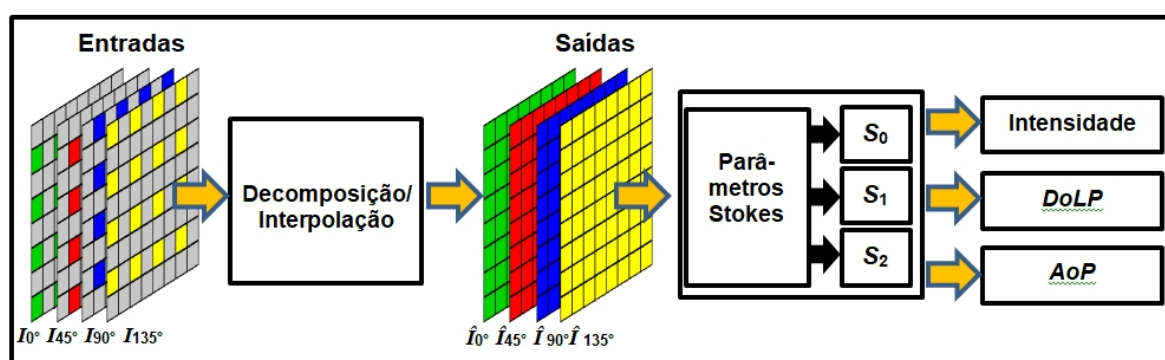 Entradas
Saídas
I0° I45° I90° I135°
Decomposição/
Interpolação
Î0° Î45° Î 90° Î 135°
Parâ-
metros
Stokes
S0
S1
S2
Intensidade
DoLP
AoP